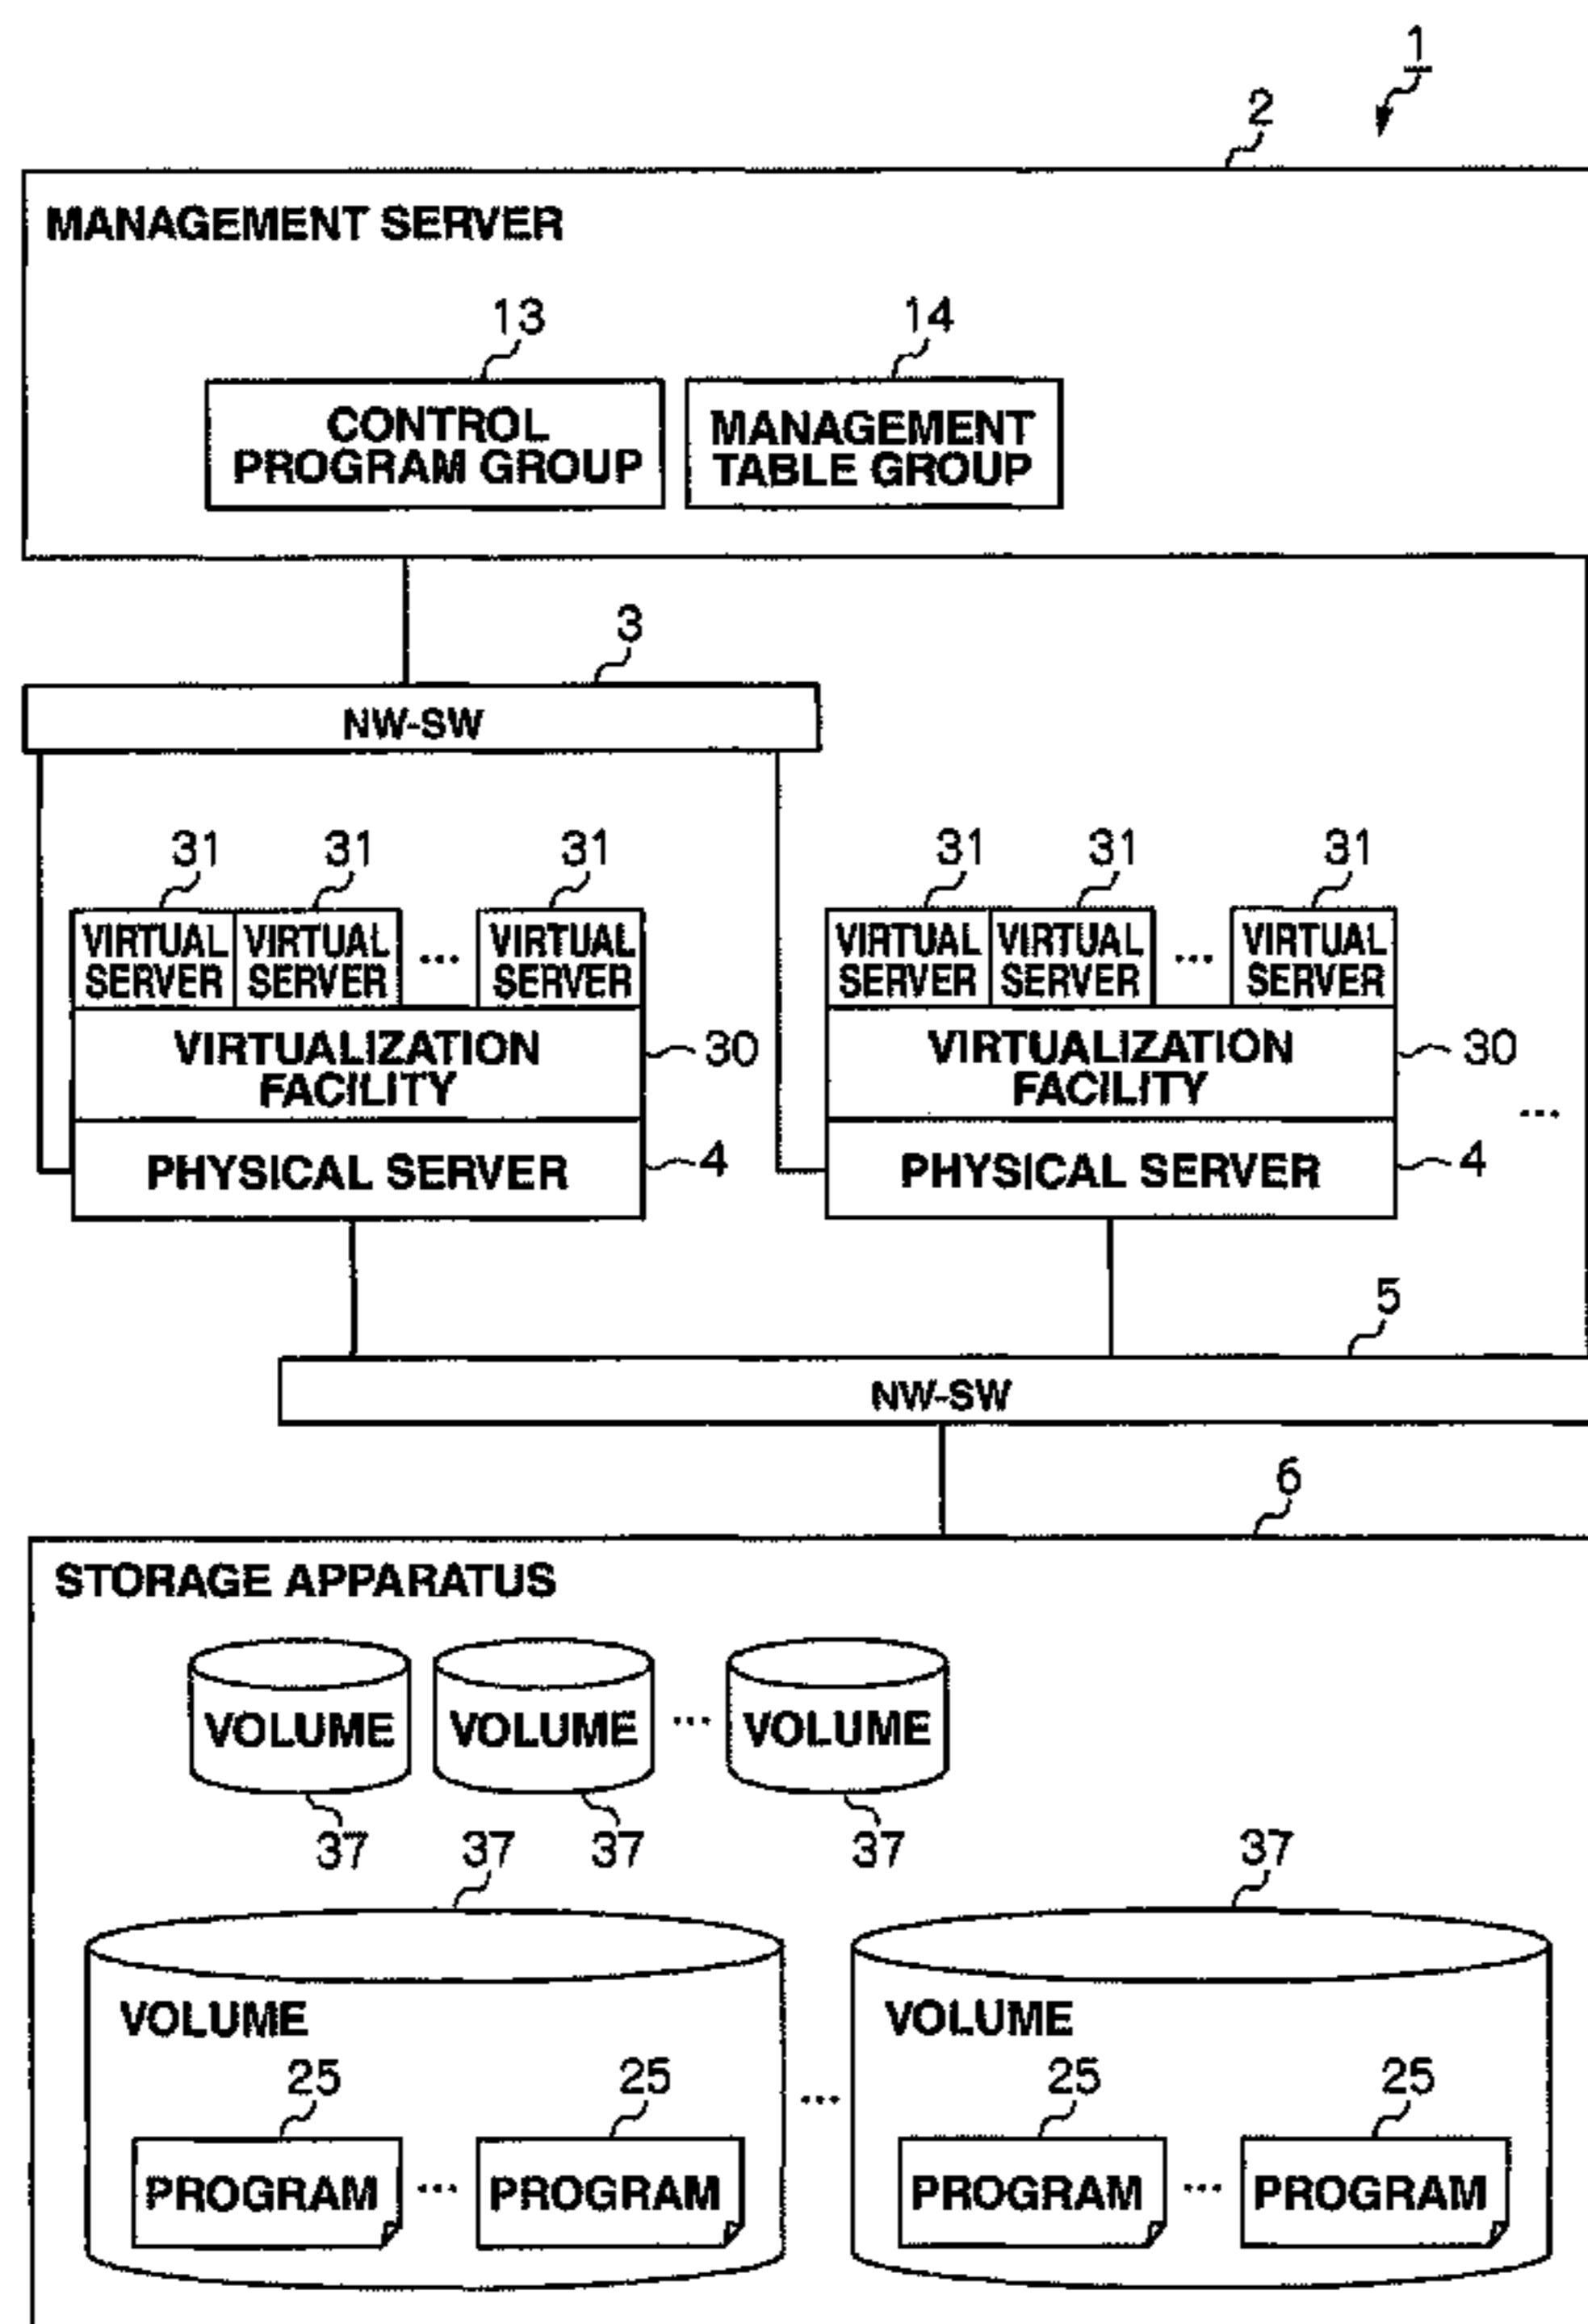 1
2
MANAGEMENT SERVER
13 14
CONTROL
PROGRAM GROUP
MANAGEMENT
TABLE GROUP
3
NW-SW
31 31 31 31 31 31
VIRTUAL
SERVER
VIRTUAL
SERVER
...
VIRTUAL
SERVER
VIRTUAL
SERVER
VIRTUAL
SERVER
...
VIRTUAL
SERVER
VIRTUALIZATION
FACILITY
30
VIRTUALIZATION
FACILITY
30
...
PHYSICAL SERVER 4
PHYSICAL SERVER 4
5
NW-SW
6
STORAGE APPARATUS
VOLUME VOLUME ... VOLUME
37 37 37 37 37
VOLUME VOLUME
25 25 25 25
...
PROGRAM ... PROGRAM PROGRAM ... PROGRAM